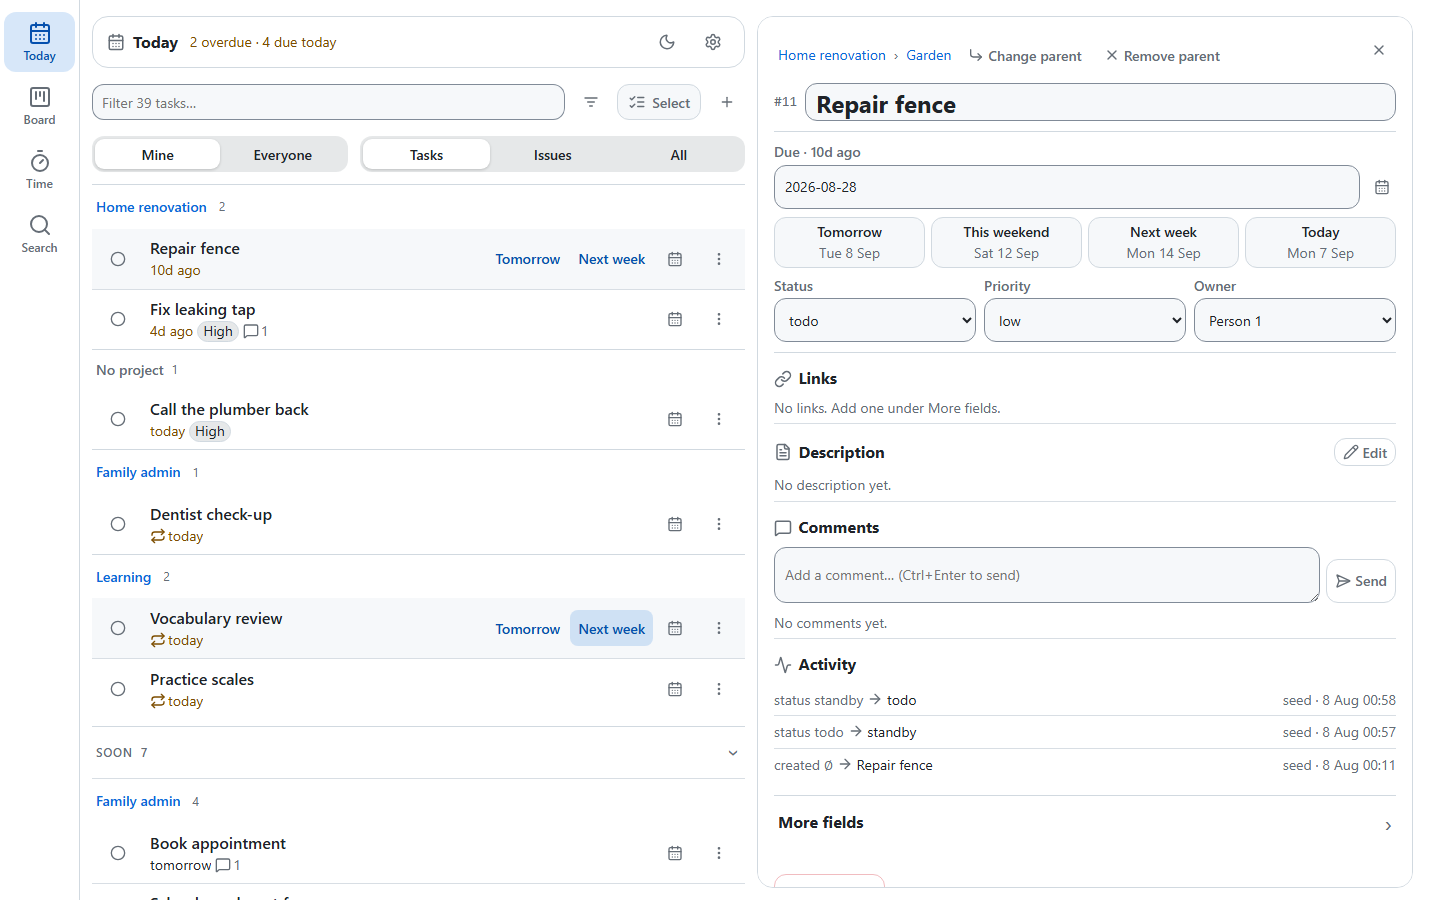 Today
Board
Time
Search
Today 2 overdue · 4 due today
Filter 39 tasks...
Select
Mine Everyone Tasks Issues All
Home renovation 2
Repair fence
10d ago
Tomorrow Next week
Fix leaking tap
4d ago High 1
No project 1
Call the plumber back
today High
Family admin 1
Dentist check-up
today
Learning 2
Vocabulary review
today
Tomorrow Next week
Practice scales
today
SOON 7
Family admin 4
Book appointment
tomorrow 1
Home renovation › Garden Change parent Remove parent
#11 Repair fence
Due · 10d ago
2026-08-28
Tomorrow
Tue 8 Sep
This weekend
Sat 12 Sep
Next week
Mon 14 Sep
Today
Mon 7 Sep
Status Priority Owner
todo low Person 1
Links
No links. Add one under More fields.
Description Edit
No description yet.
Comments
Add a comment... (Ctrl+Enter to send)
Send
No comments yet.
Activity
status standby → todo seed · 8 Aug 00:58
status todo → standby seed · 8 Aug 00:57
created ∅ → Repair fence seed · 8 Aug 00:11
More fields ›